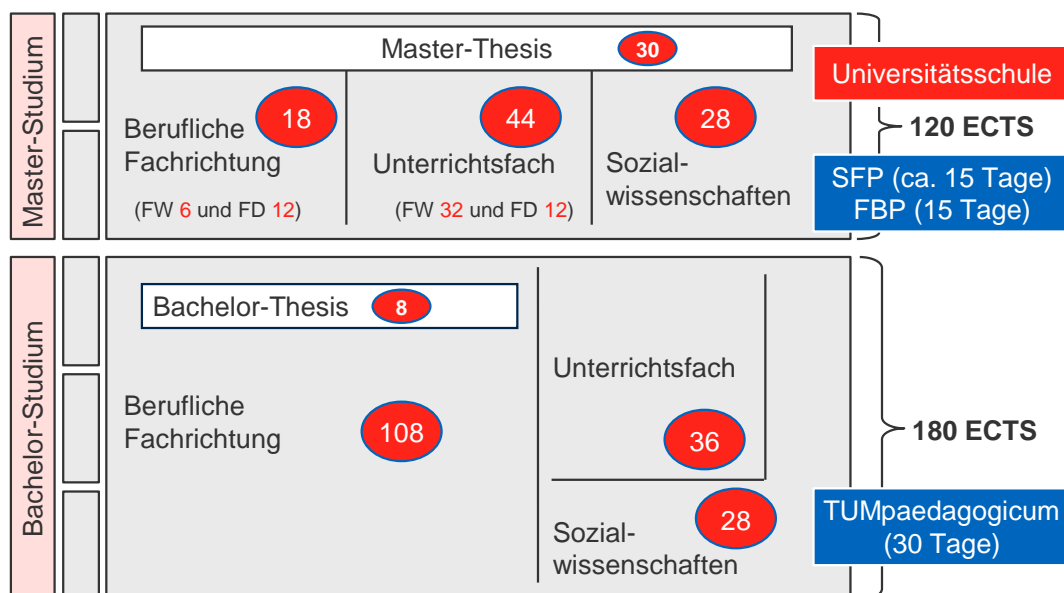 Master-Studium
Master-Thesis 30
18
Berufliche
Fachrichtung
(FW 6 und FD 12)
44
Unterrichtsfach
(FW 32 und FD 12)
28
Sozial-
wissenschaften
Universitätsschule
120 ECTS
SFP (ca. 15 Tage)
FBP (15 Tage)
Bachelor-Studium
Bachelor-Thesis 8
Berufliche
Fachrichtung
108
Unterrichtsfach
36
28
Sozial-
wissenschaften
180 ECTS
TUMpaedagogicum
(30 Tage)